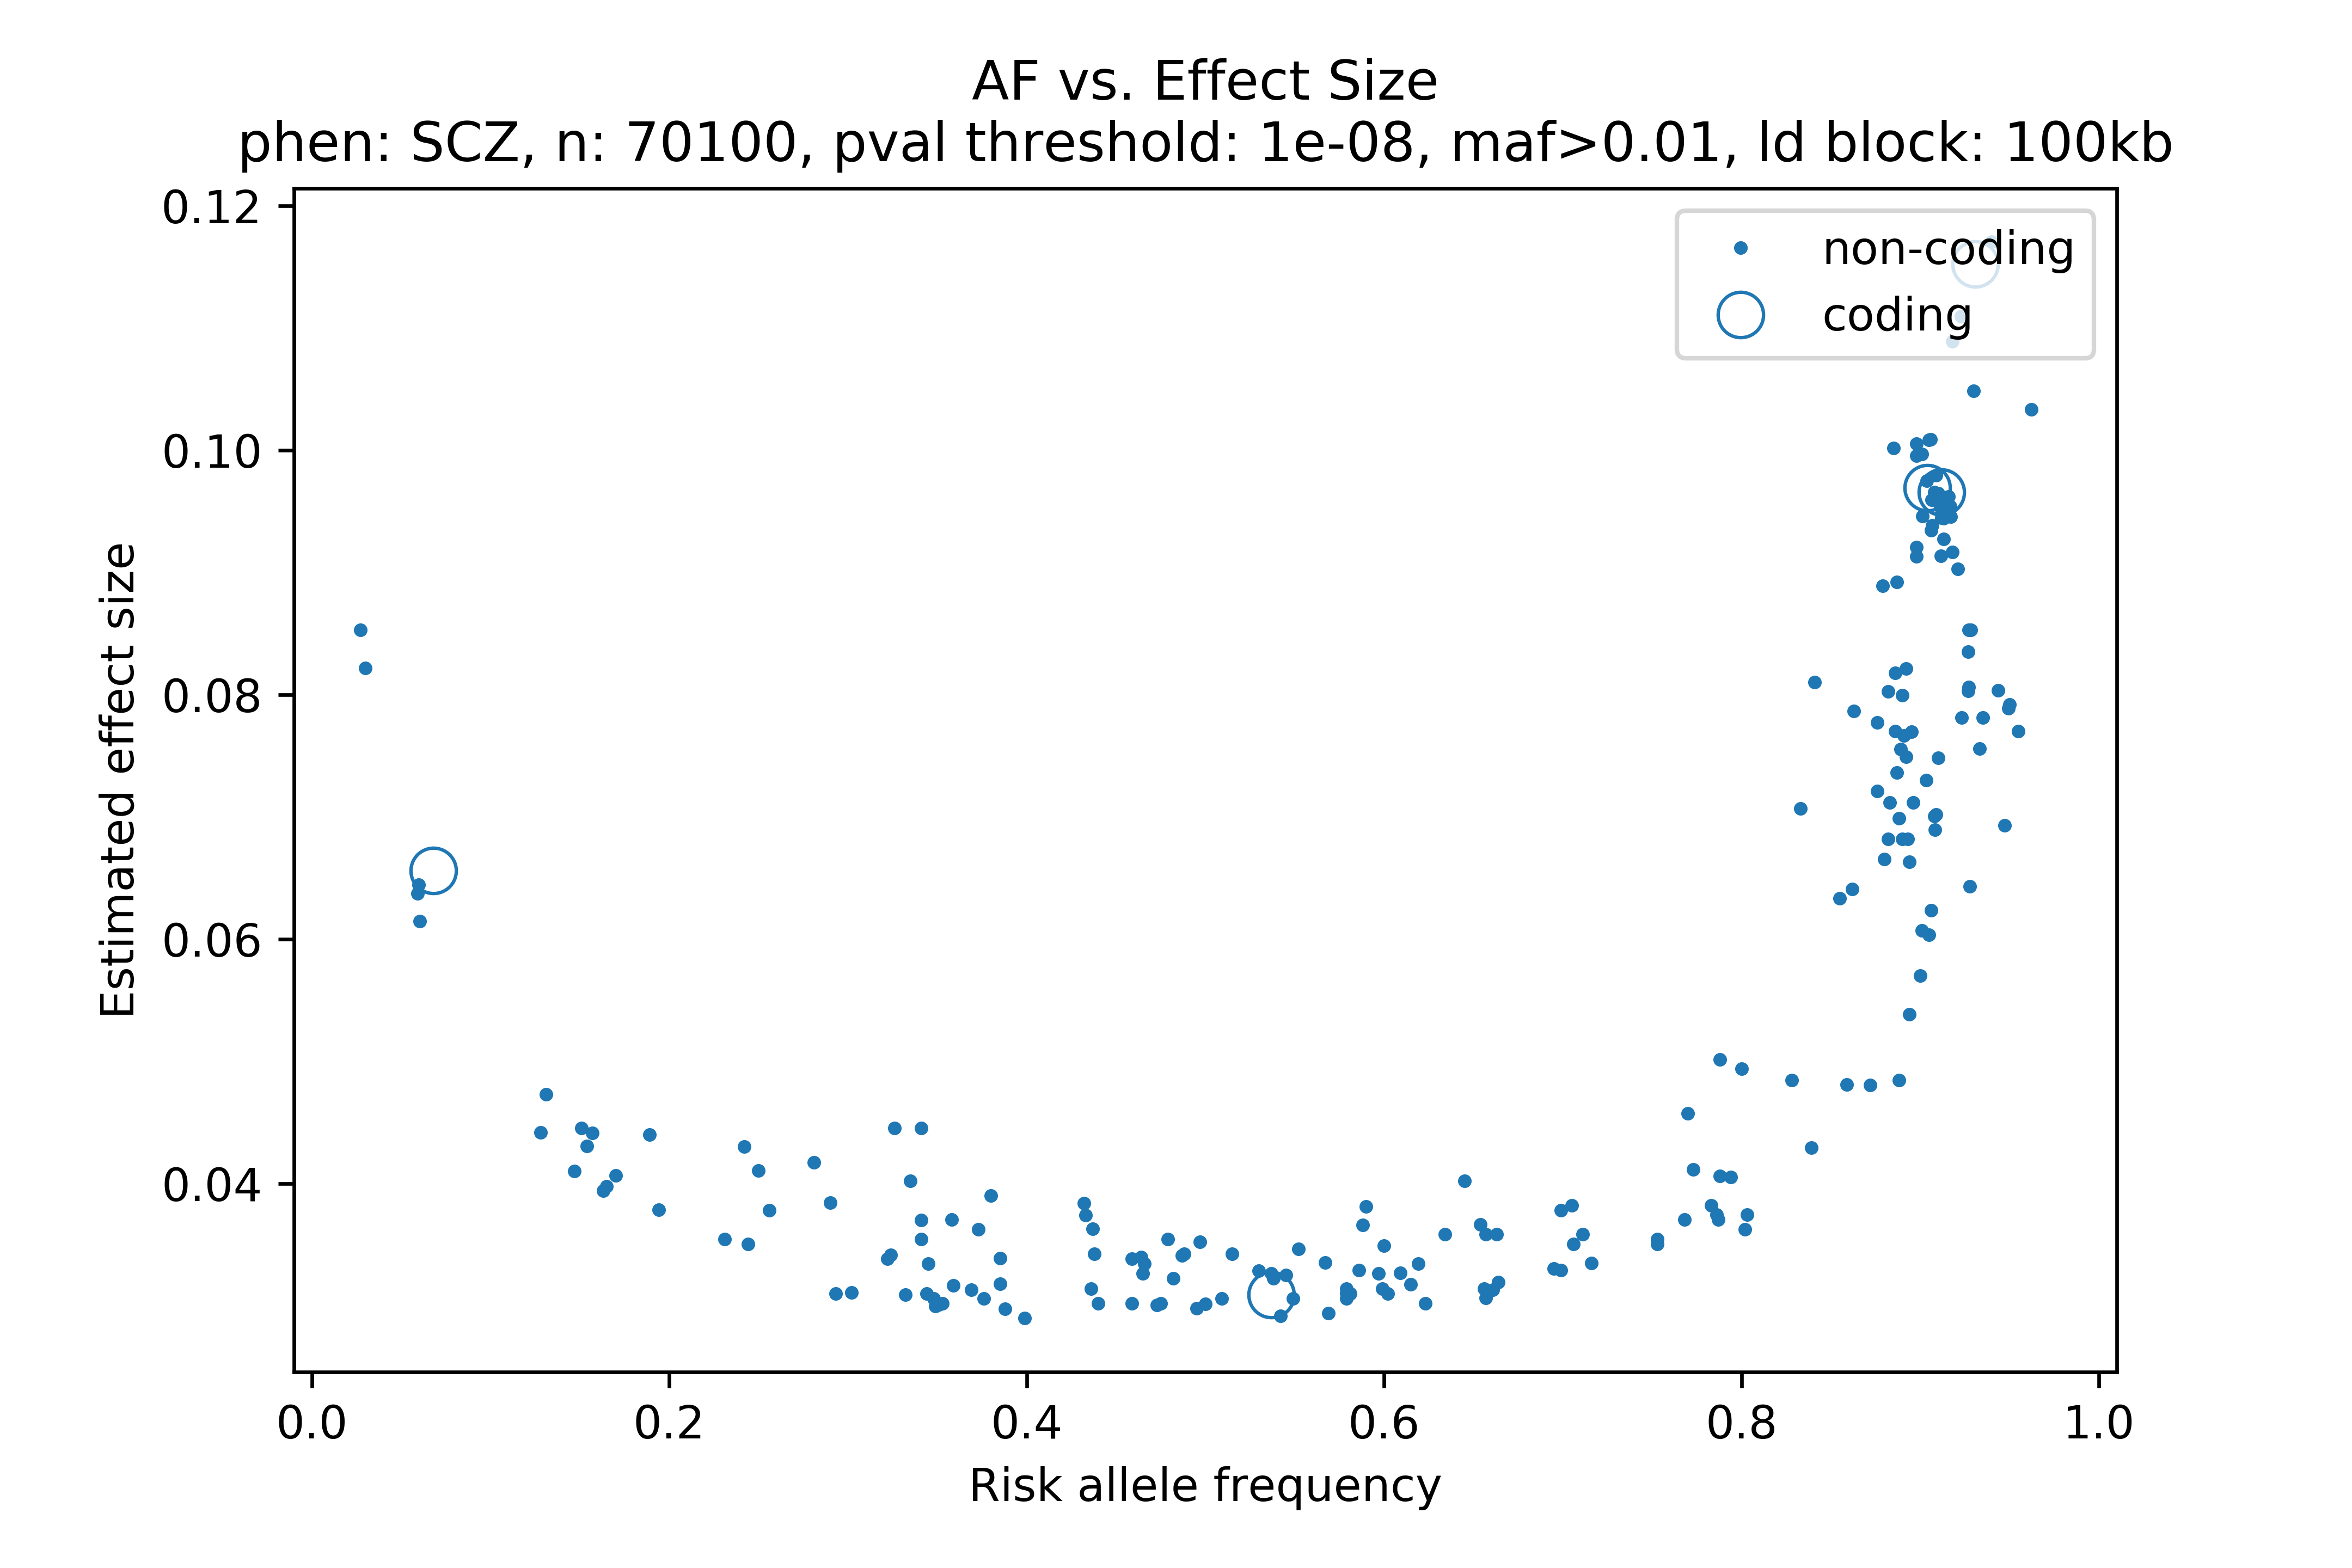 AF vs. Effect Size
phen: SCZ, n: 70100, pval threshold: 1e-08, maf>0.01, ld block: 100kb
0.12
0.10
0.08
0.06
0.04
Estimated effect size
non-coding
coding
0.0 0.2 0.4 0.6 0.8 1.0
Risk allele frequency